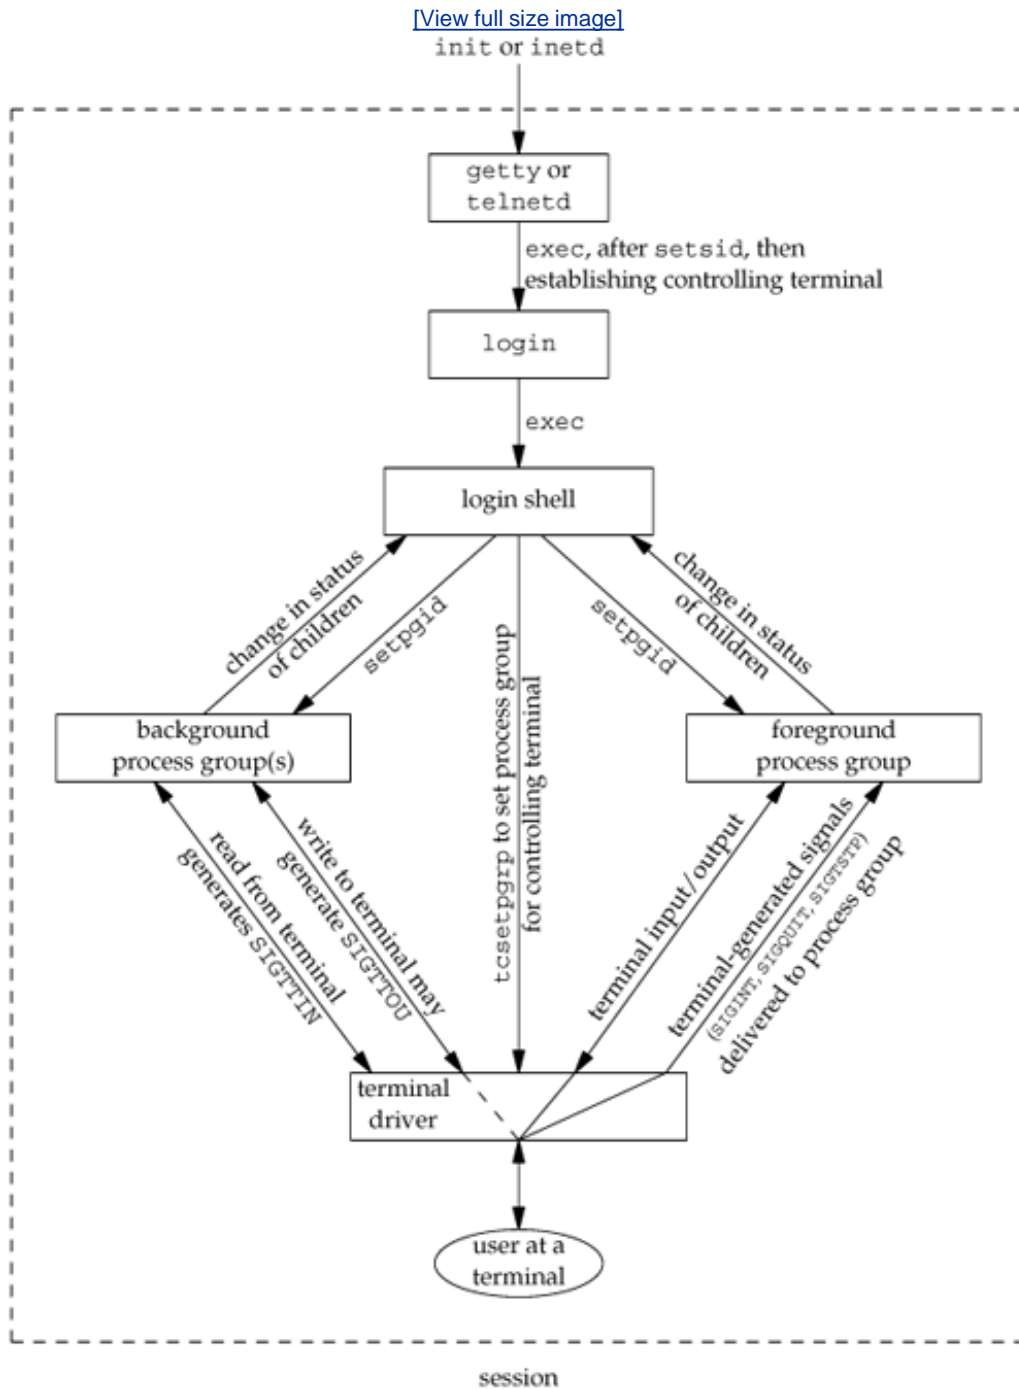 [View full size image]
init or inetd
getty or
telnetd
exec, after setsid, then
establishing controlling terminal
login
exec
login shell
change in status
of children
setpgid
tcsetpgrp to set process group
for controlling terminal
setpgid
change in status
of children
background
process group(s)
foreground
process group
read from terminal
generates SIGTTIN
write to terminal may
generate SIGTTOU
terminal input/output
terminal-generated signals
(SIGINT, SIGQUIT, SIGTSTP)
delivered to process group
terminal
driver
user at a
terminal
session